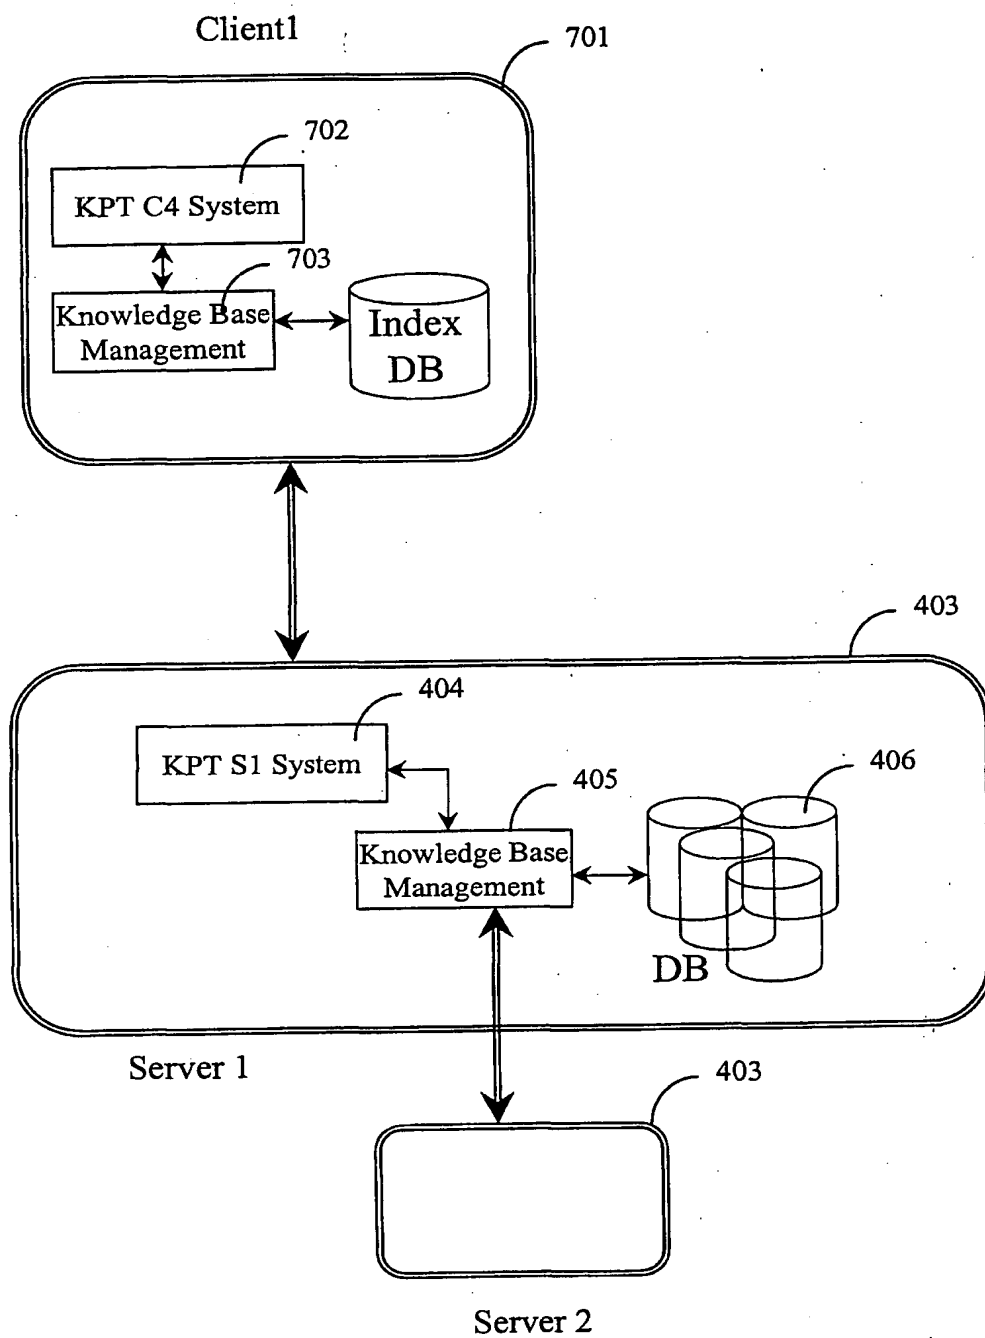 Client1
701
702
KPT C4 System
703
Knowledge Base
Management
Index
DB
403
404
KPT S1 System
405
406
Knowledge Base
Management
DB
Server 1
403
Server 2